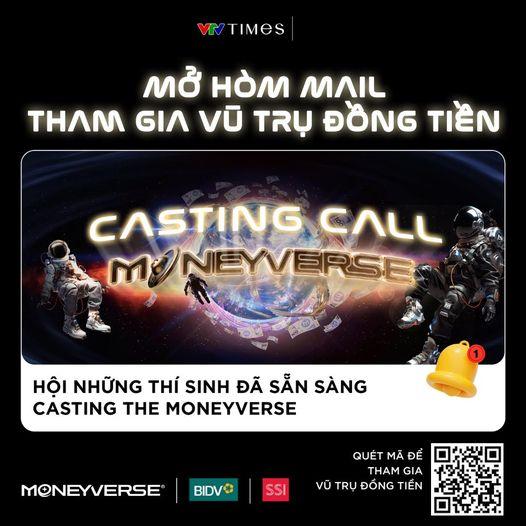 VTV TIMES
MỞ HÒM MAIL
THAM GIA VŨ TRỤ ĐỒNG TIỀN
CASTING CALL
MONEYVERSE
1
HỘI NHỮNG THÍ SINH ĐÃ SẴN SÀNG
CASTING THE MONEYVERSE
QUÉT MÃ ĐỂ
THAM GIA
VŨ TRỤ ĐỒNG TIỀN
MONEYVERSE®
BIDV
SSI